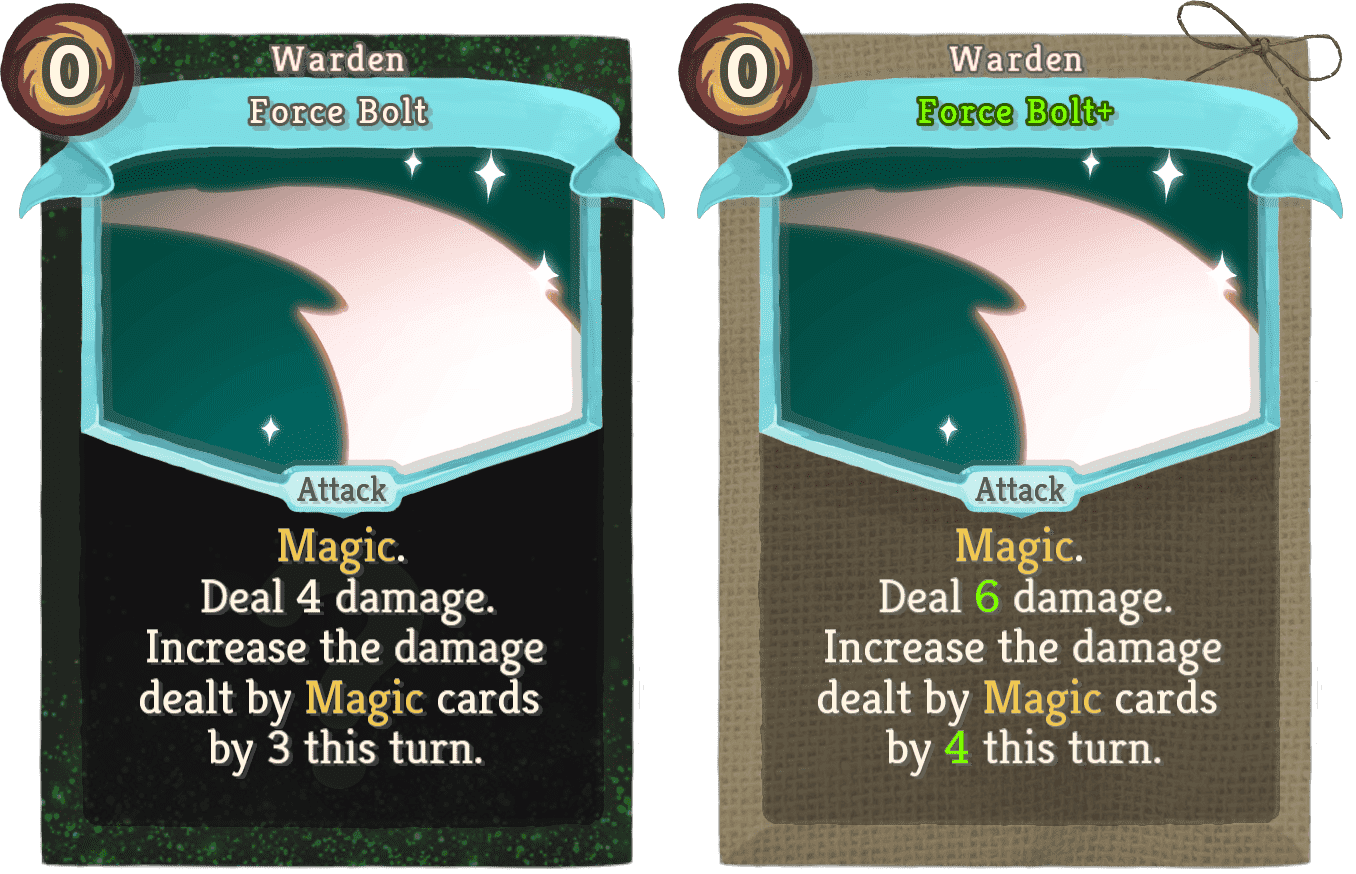 0
Warden
Force Bolt
Attack
Magic.
Deal 4 damage.
Increase the damage
dealt by Magic cards
by 3 this turn.
0
Warden
Force Bolt+
Attack
Magic.
Deal 6 damage.
Increase the damage
dealt by Magic cards
by 4 this turn.